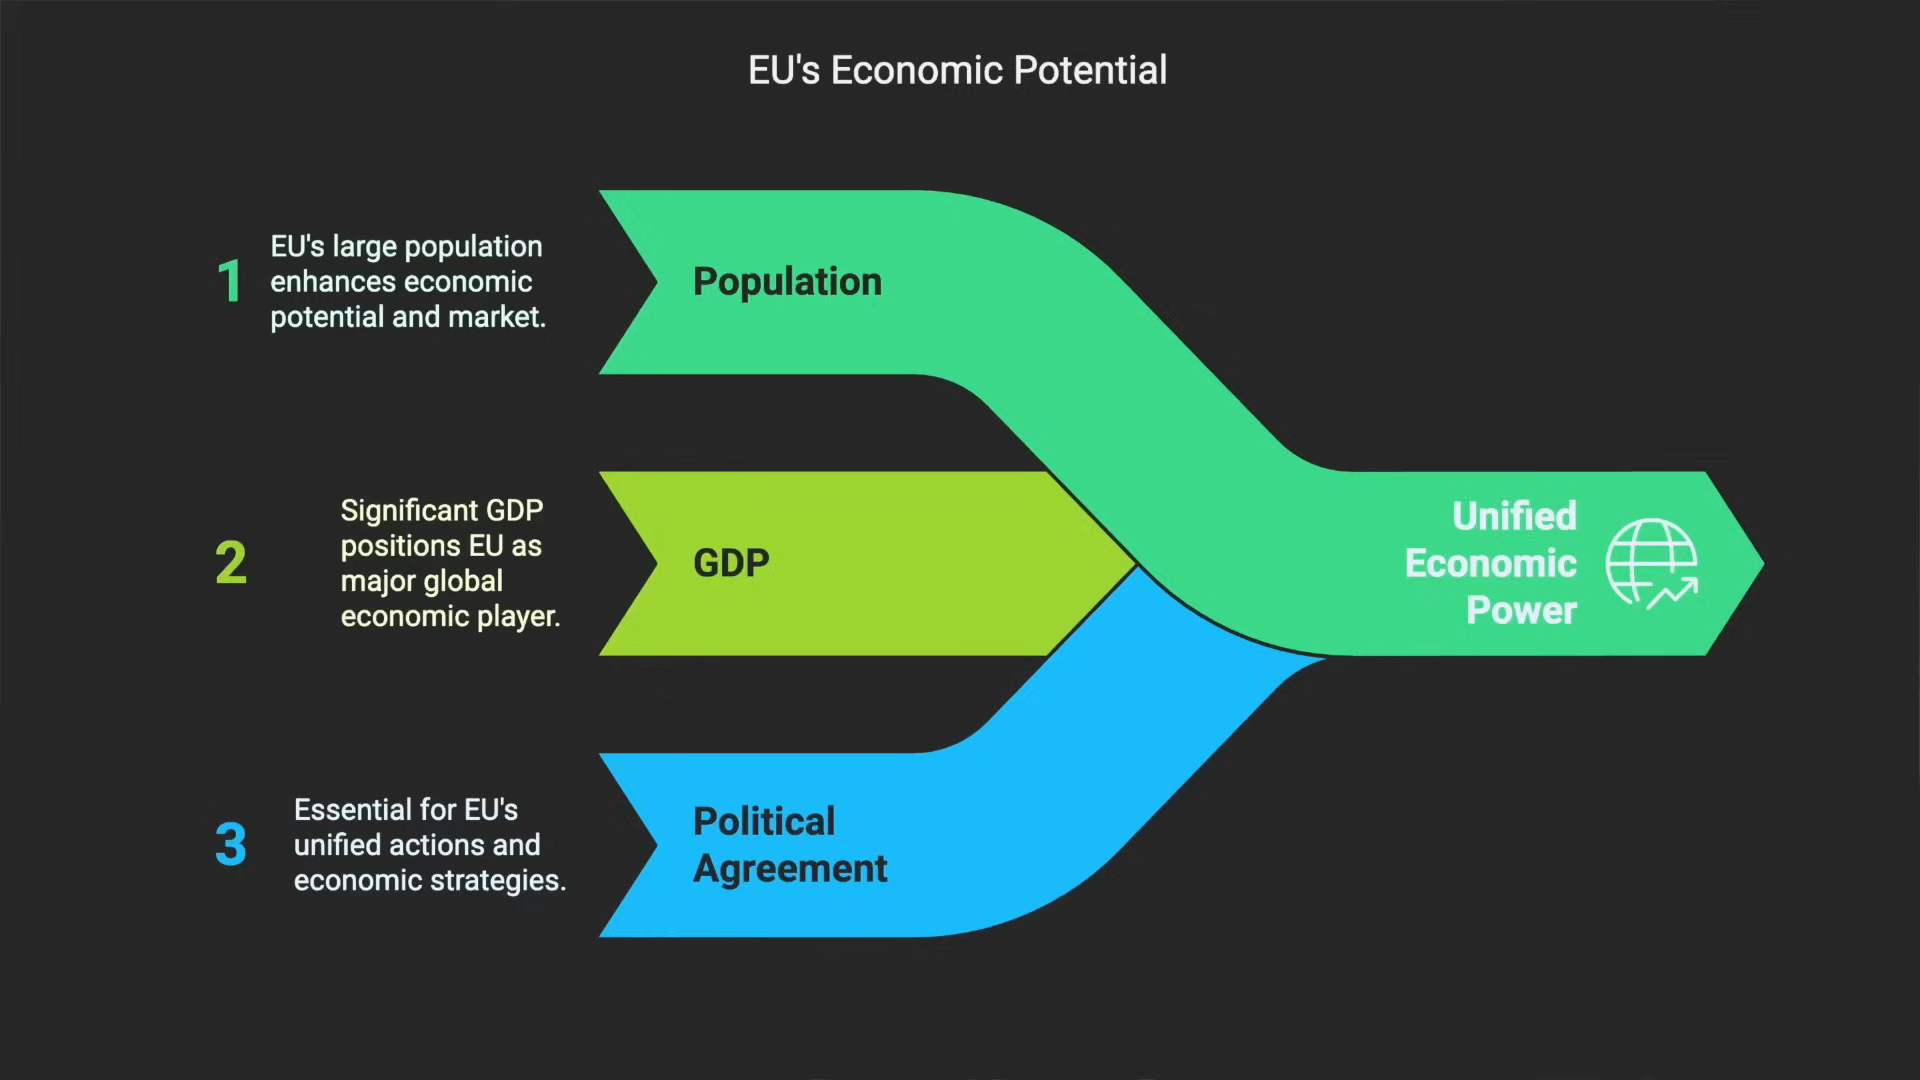 EU's Economic Potential
1
EU's large population
enhances economic
potential and market.
Population
2
Significant GDP
positions EU as
major global
economic player.
GDP
Unified
Economic
Power
3
Essential for EU's
unified actions and
economic strategies.
Political
Agreement